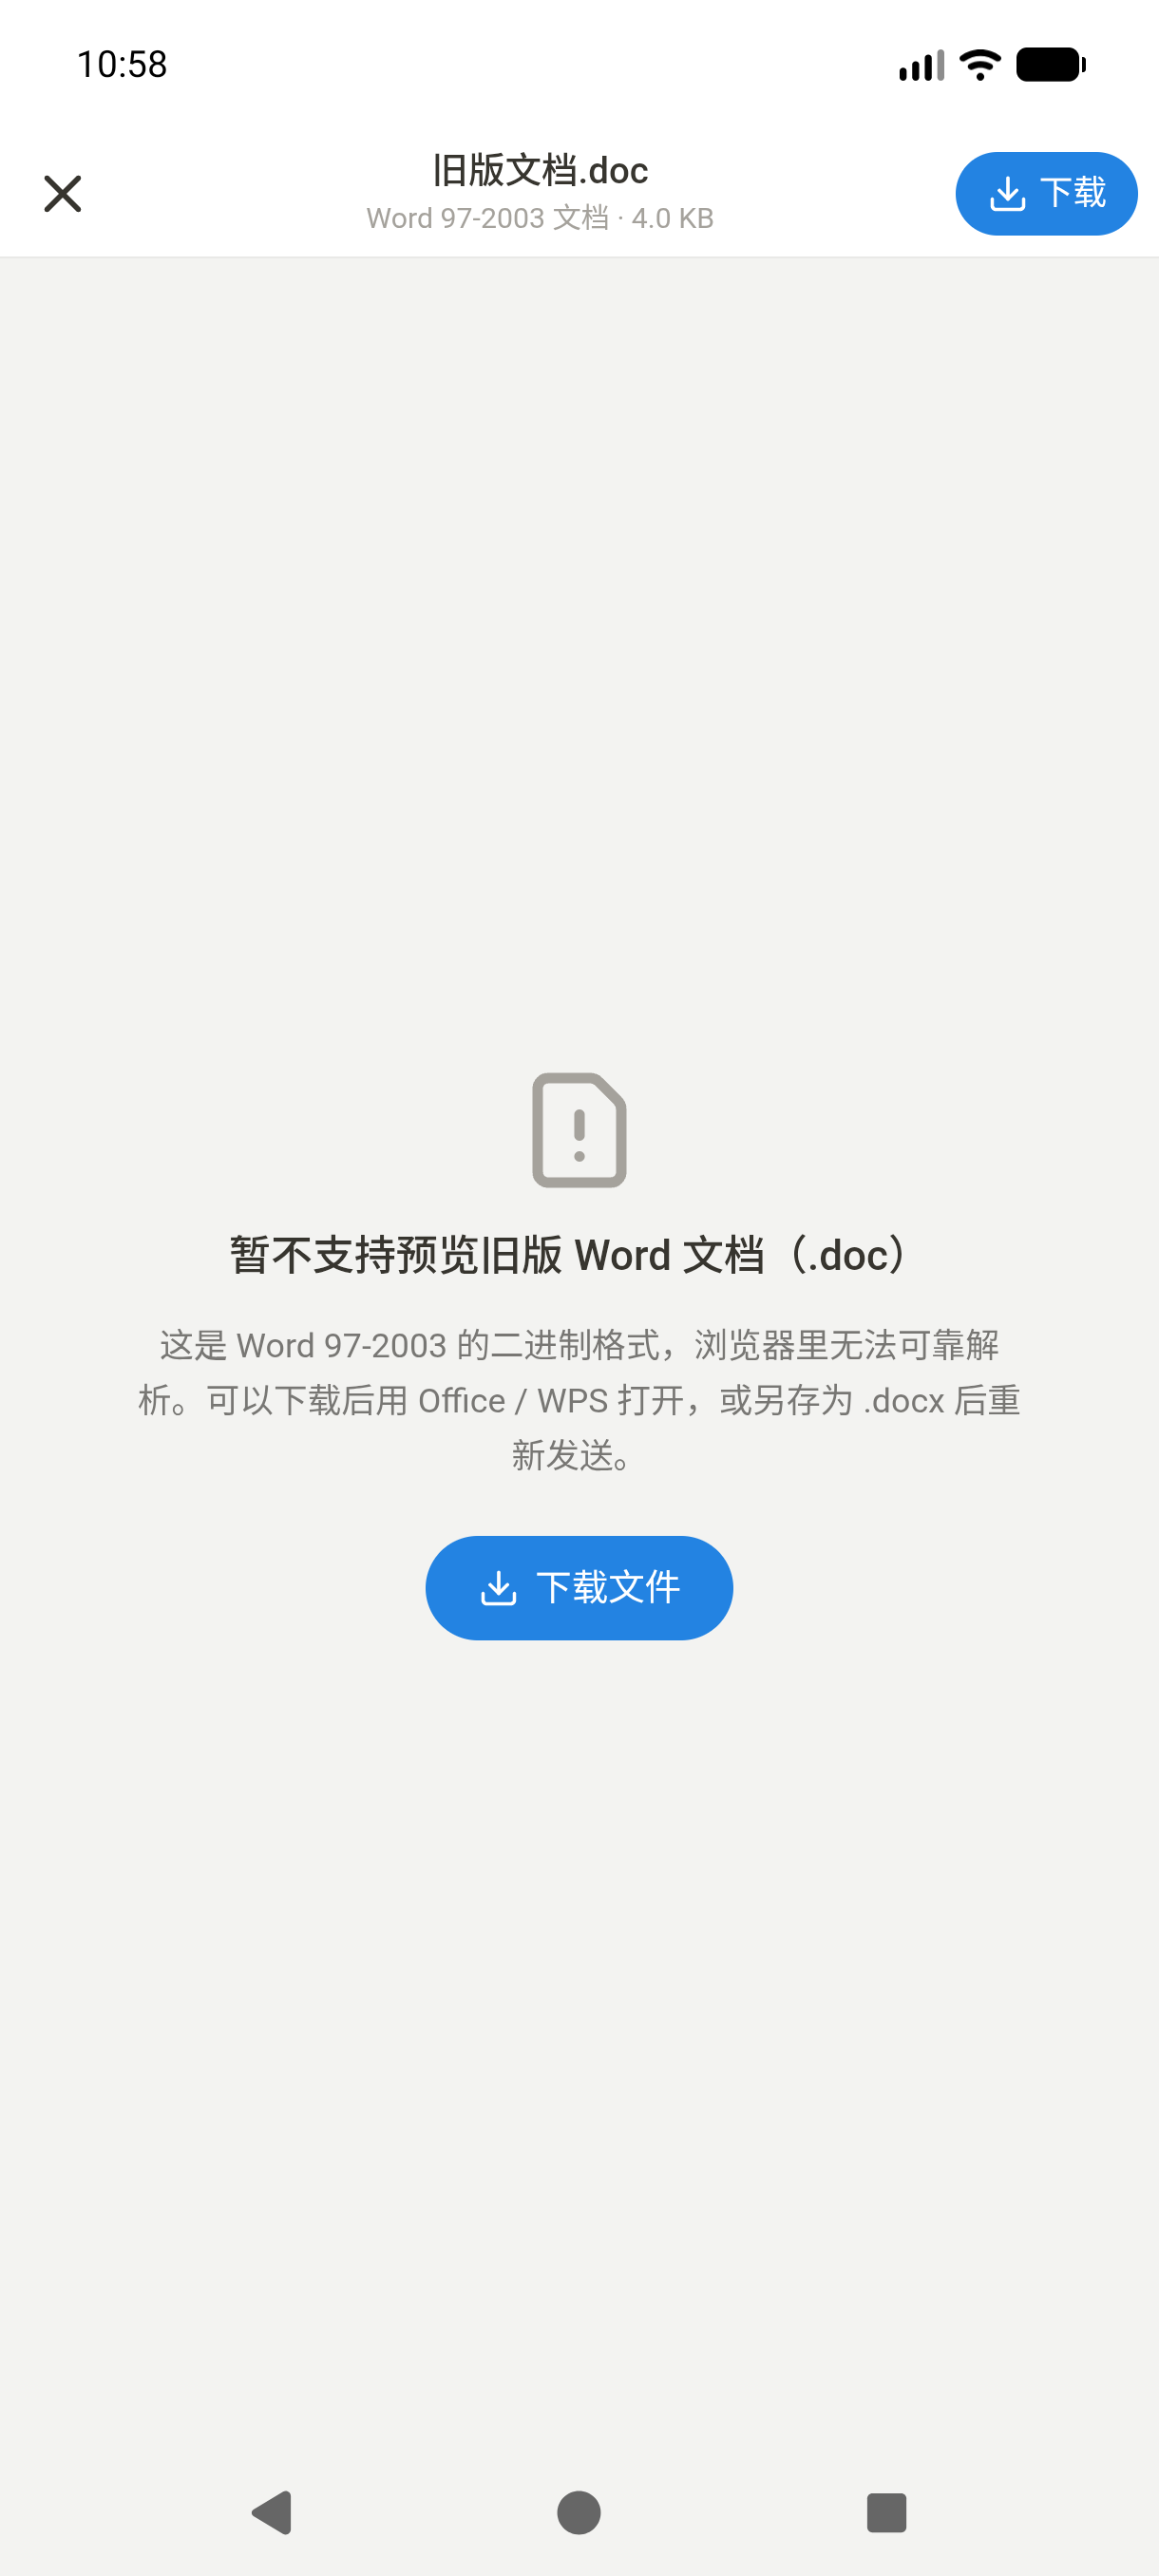 10:58
旧版文档.doc
Word 97-2003 文档 · 4.0 KB
下载
暂不支持预览旧版 Word 文档（.doc）
这是 Word 97-2003 的二进制格式，浏览器里无法可靠解
析。可以下载后用 Office / WPS 打开，或另存为 .docx 后重
新发送。
下载文件